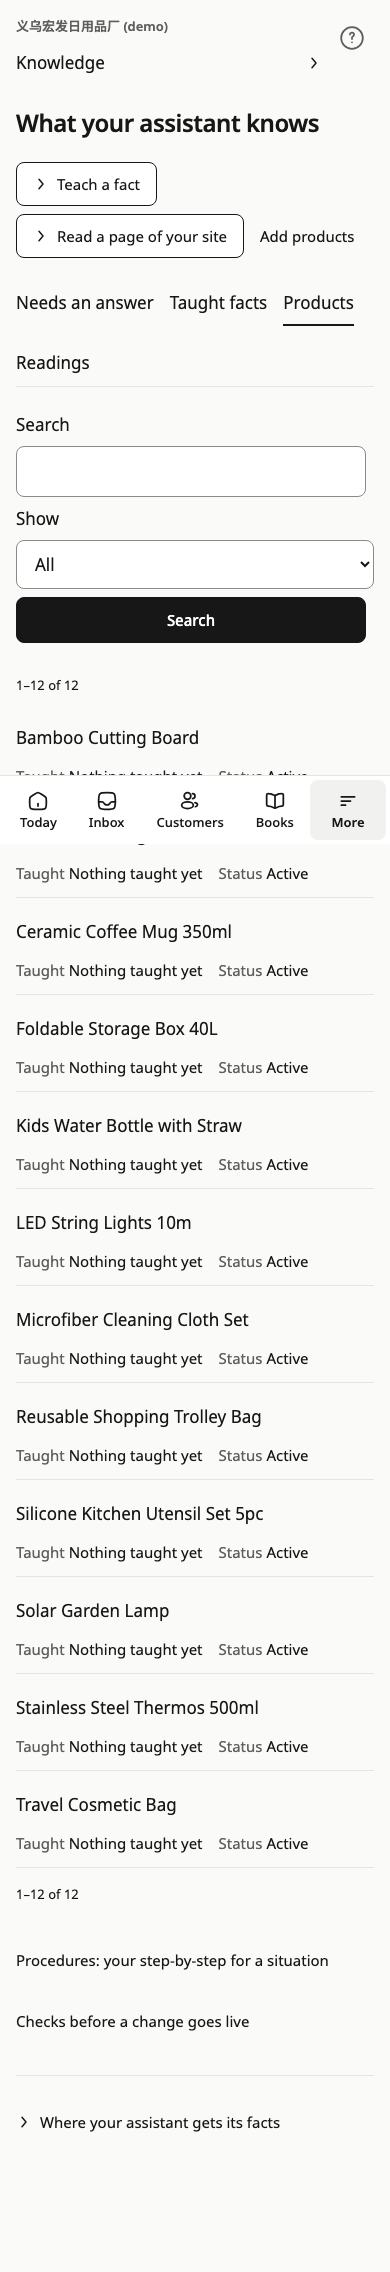 义乌宏发日用品厂 (demo)
Knowledge
What your assistant knows
Teach a fact
Read a page of your site Add products
Needs an answer Taught facts Products
Readings
Search
Show
All
Search
1–12 of 12
Bamboo Cutting Board
Taught Nothing taught yet Status Active
Today Inbox Customers Books More
Taught Nothing taught yet Status Active
Ceramic Coffee Mug 350ml
Taught Nothing taught yet Status Active
Foldable Storage Box 40L
Taught Nothing taught yet Status Active
Kids Water Bottle with Straw
Taught Nothing taught yet Status Active
LED String Lights 10m
Taught Nothing taught yet Status Active
Microfiber Cleaning Cloth Set
Taught Nothing taught yet Status Active
Reusable Shopping Trolley Bag
Taught Nothing taught yet Status Active
Silicone Kitchen Utensil Set 5pc
Taught Nothing taught yet Status Active
Solar Garden Lamp
Taught Nothing taught yet Status Active
Stainless Steel Thermos 500ml
Taught Nothing taught yet Status Active
Travel Cosmetic Bag
Taught Nothing taught yet Status Active
1–12 of 12
Procedures: your step-by-step for a situation
Checks before a change goes live
Where your assistant gets its facts